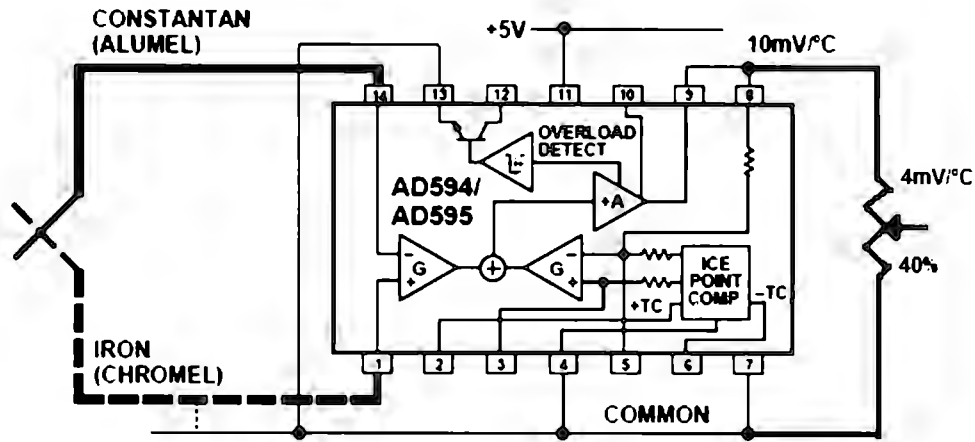 CONSTANTAN
(ALUMEL)
+5V
10mV/°C
14 13 12 11 10 9 8
OVERLOAD
DETECT
AD594/
AD595
+A
4mV/°C
- G +
G - +
ICE
POINT
COMP
+TC
-TC
40%
IRON
(CHROMEL)
1 2 3 4 5 6 7
COMMON